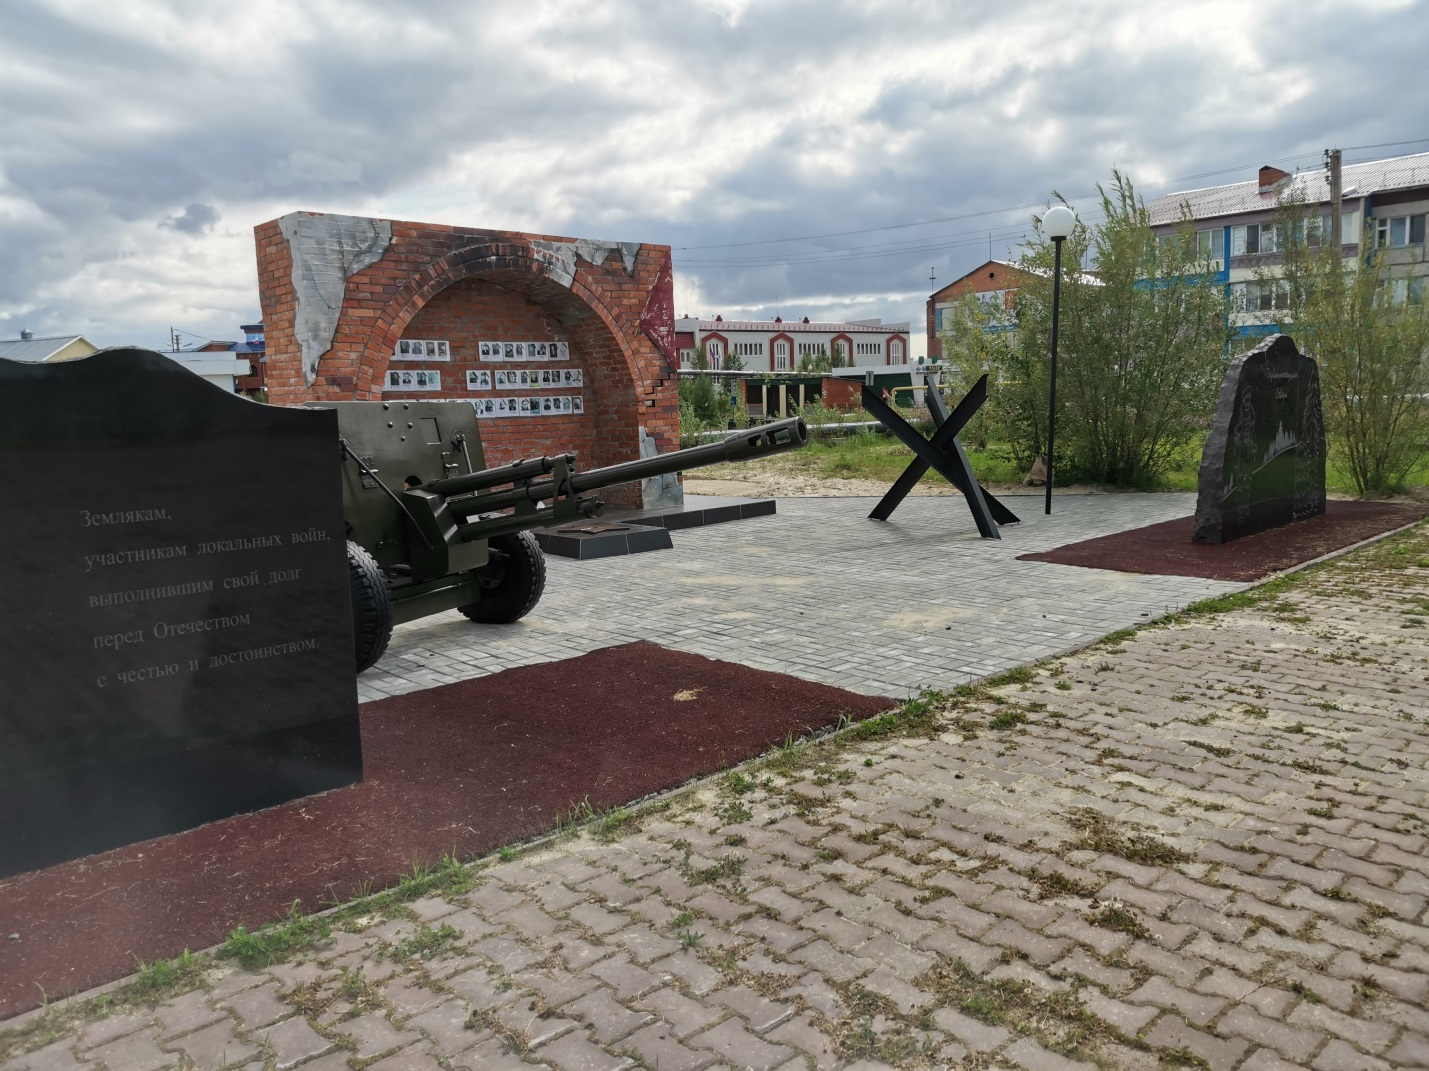 Землякам,
участникам локальных войн,
выполнившим свой долг
перед Отечеством
с честью и достоинством.